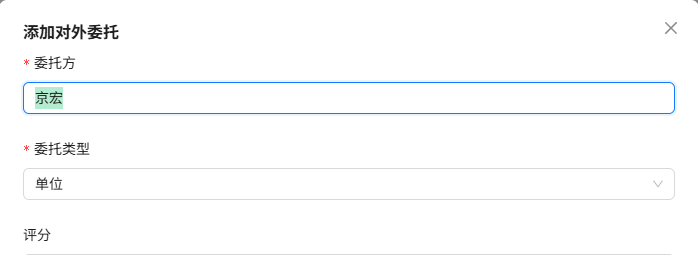 添加对外委托
* 委托方
京宏
* 委托类型
单位
评分